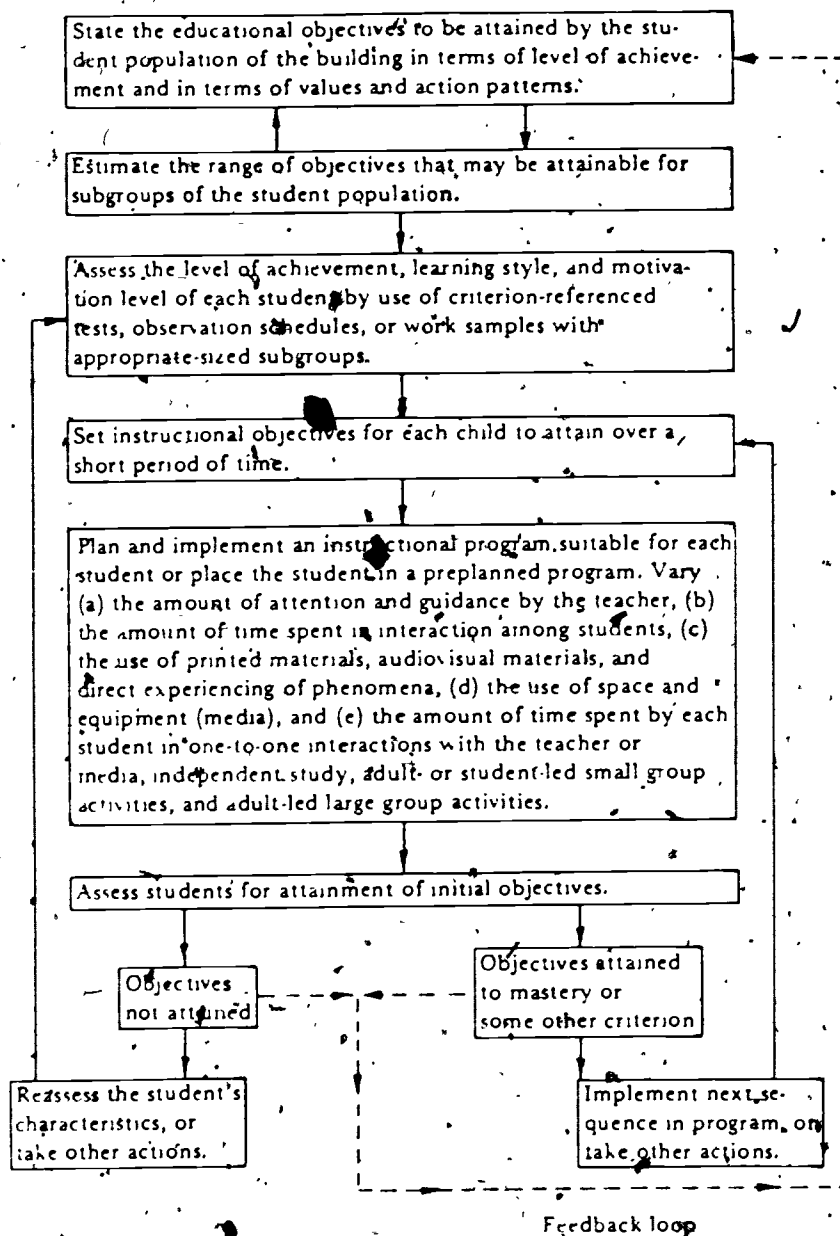 State the educational objectives to be attained by the stu-
dent population of the building in terms of level of achieve-
ment and in terms of values and action patterns.
Estimate the range of objectives that may be attainable for
subgroups of the student population.
Assess the level of achievement, learning style, and motiva-
tion level of each student by use of criterion-referenced
tests, observation schedules, or work samples with
appropriate-sized subgroups.
Set instructional objectives for each child to attain over a
short period of time.
Plan and implement an instructional program suitable for each
student or place the student in a preplanned program. Vary
(a) the amount of attention and guidance by the teacher, (b)
the amount of time spent in interaction among students, (c)
the use of printed materials, audiovisual materials, and
direct experiencing of phenomena, (d) the use of space and
equipment (media), and (e) the amount of time spent by each
student in one-to-one interactions with the teacher or
media, independent study, adult- or student-led small group
activities, and adult-led large group activities.
Assess students for attainment of initial objectives.
Objectives
not attained
Objectives attained
to mastery or
some other criterion
Reassess the student's
characteristics, or
take other actions.
Implement next se-
quence in program, or
take other actions.
Feedback loop